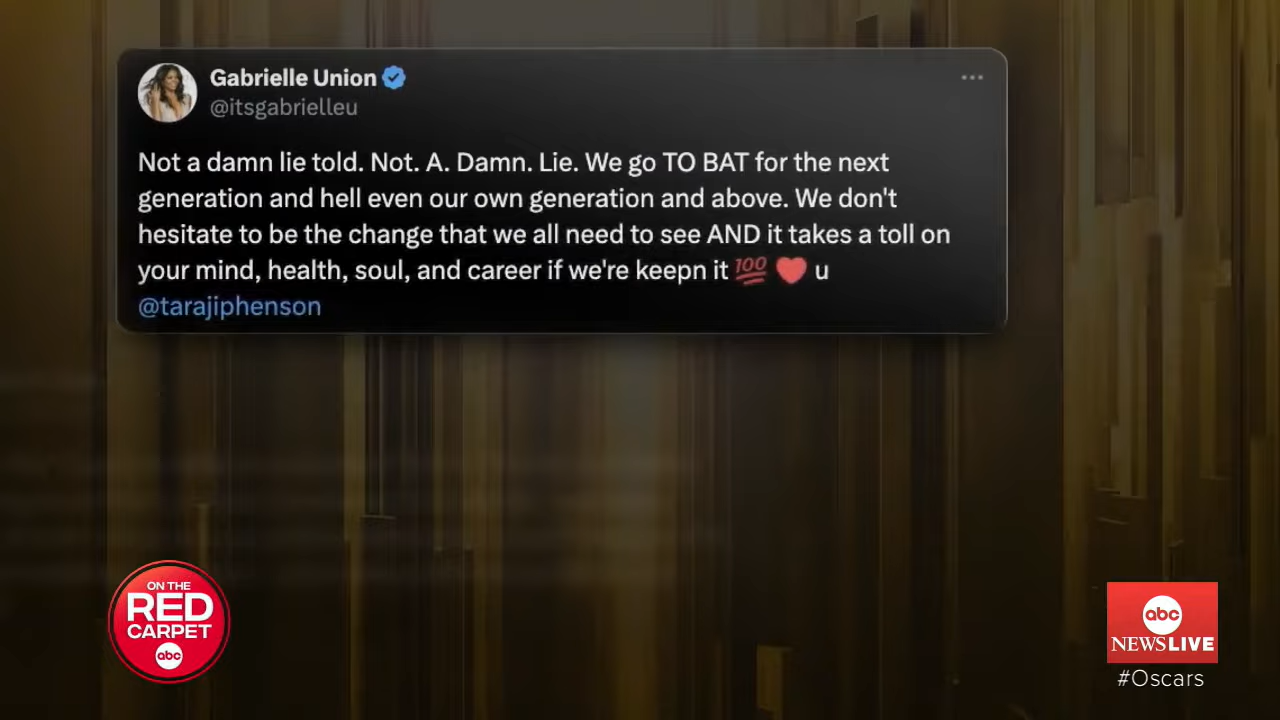 Gabrielle Union
@itsgabrielleu
Not a damn lie told. Not. A. Damn. Lie. We go TO BAT for the next
generation and hell even our own generation and above. We don't
hesitate to be the change that we all need to see AND it takes a toll on
your mind, health, soul, and career if we're keepn it 💯 ❤️ u
@tarajiphenson
ON THE
RED
CARPET
abc
abc
NEWS LIVE
#Oscars